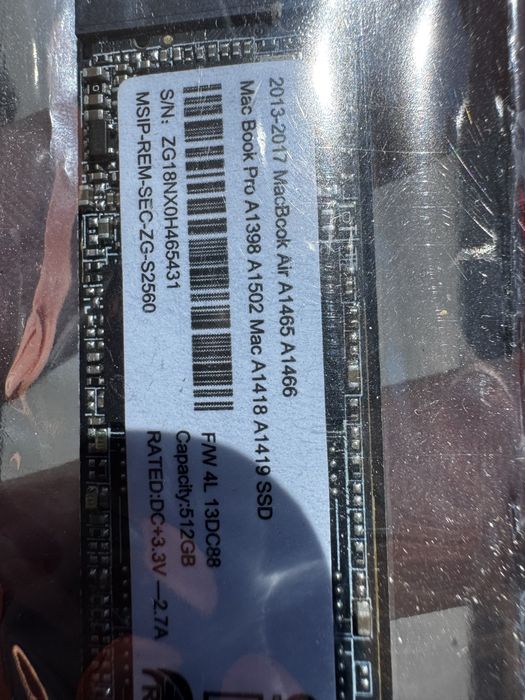 2013-2017 MacBook Air A1465 A1466
Mac Book Pro A1398 A1502 Mac A1418 A1419 SSD
F/W 4L 13DC88
S/N: ZG18NX0H465431
Capacity:512GB
MSIP-REM-SEC-ZG-S2560
RATED:DC+3.3V—2.7A